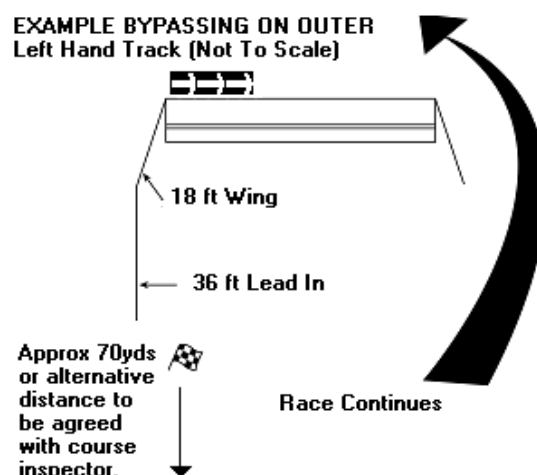 EXAMPLE BYPASSING ON OUTER
Left Hand Track (Not To Scale)
18 ft Wing
36 ft Lead In
Approx 70yds
or alternative
distance to
be agreed
with course
inspector.
Race Continues